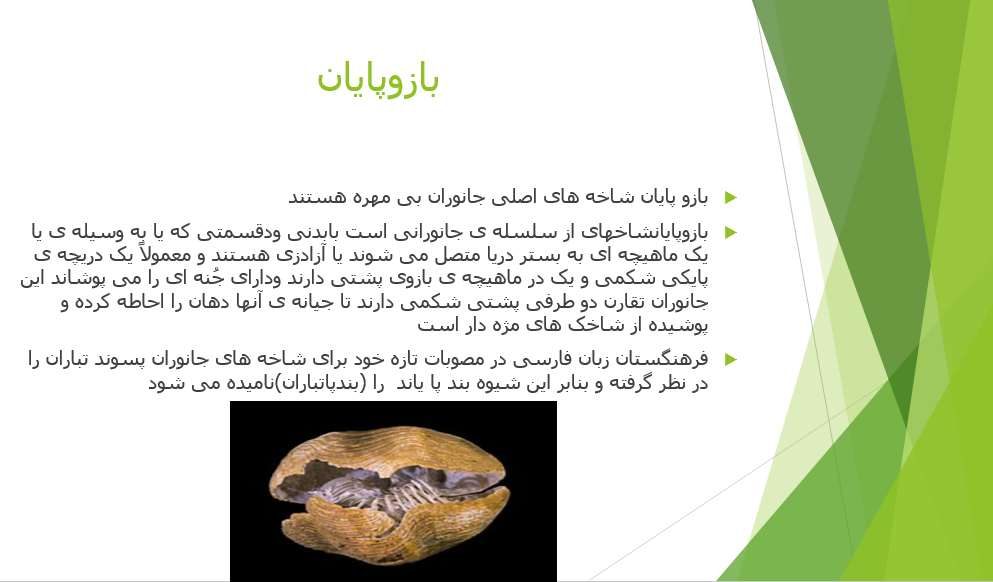 بازوپایان
بازو پایان شاخه های اصلی جانوران بی مهره هستند
بازوپایانشاخهای از سلسله ی جانورانی است بابدنی ودقسمتی که یا به وسیله ی یا
یک ماهیچه ای به بستر دریا متصل می شوند یا آزادزی هستند و معمولاً یک دریچه ی
پایکی شکمی و یک در ماهیچه ی بازوی پشتی دارند ودارای جُنه ای را می پوشاند این
جانوران تقارن دو طرفی پشتی شکمی دارند تا جیانه ی آنها دهان را احاطه کرده و
پوشیده از شاخک های مژه دار است
فرهنگستان زبان فارسی در مصوبات تازه خود برای شاخه های جانوران پسوند تباران را
در نظر گرفته و بنابر این شیوه بند پا یاند را (بندپاتباران)نامیده می شود